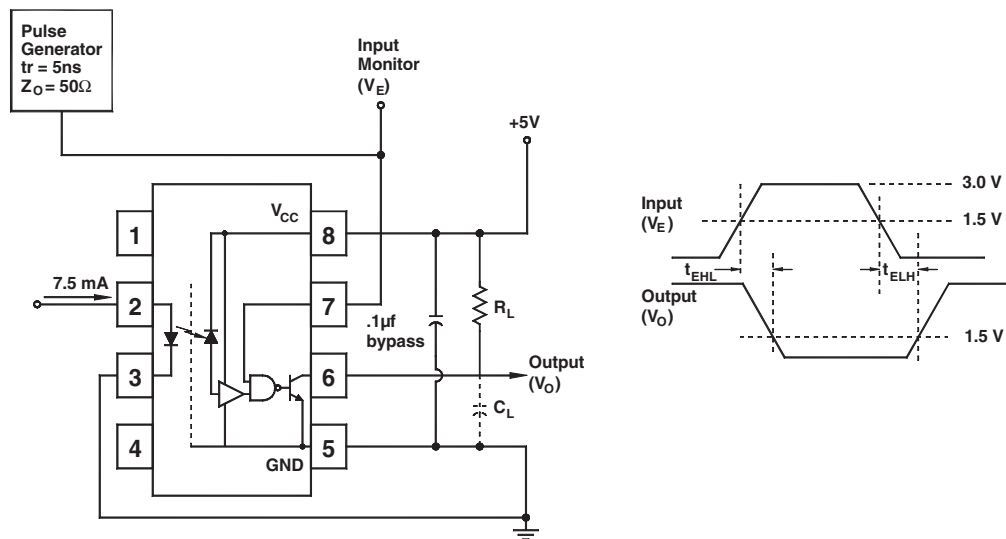 Pulse
Generator
tr = 5ns
ZO = 50Ω
Input
Monitor
(VE)
+5V
VCC
1
2
3
4
8
7
6
5
7.5 mA
GND
.1µf
bypass
RL
CL
Output
(VO)
Input
(VE)
3.0 V
1.5 V
tEHL
tELH
Output
(VO)
1.5 V